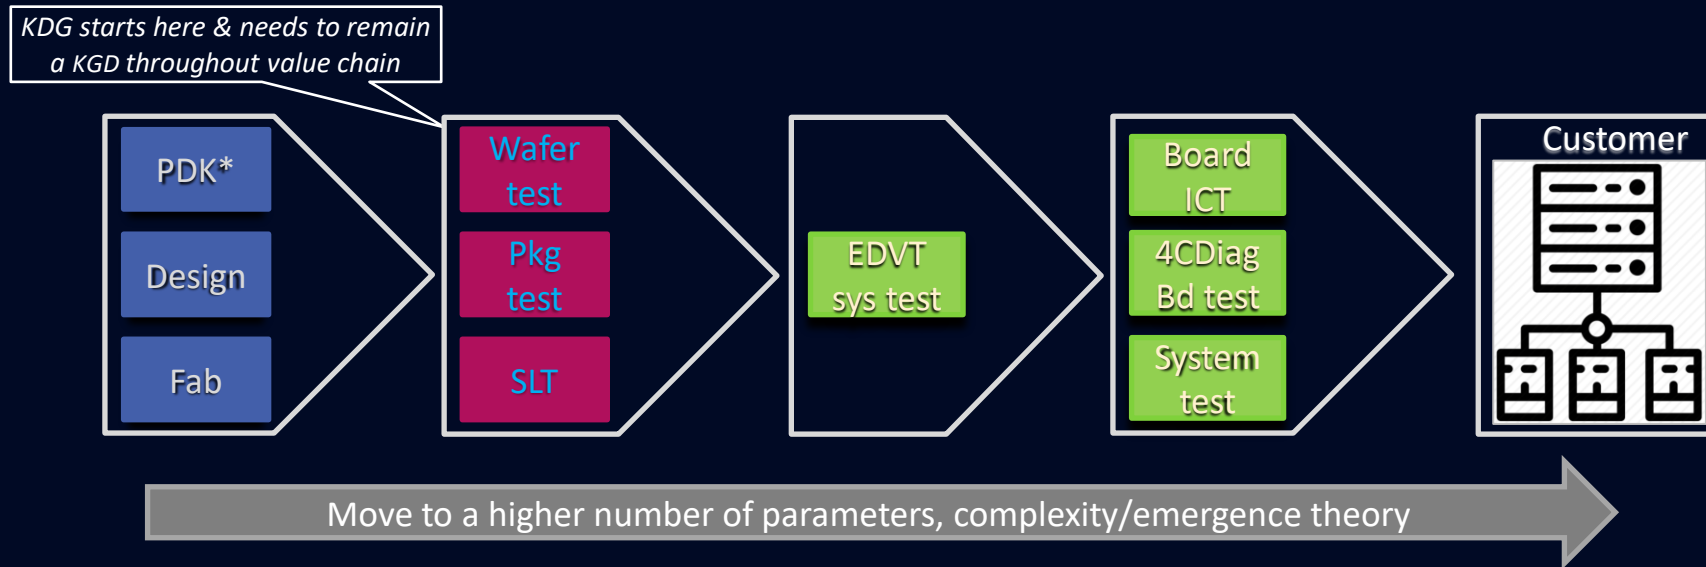 KDG starts here & needs to remain
a KGD throughout value chain
PDK*
Design
Fab
Wafer
test
Pkg
test
SLT
EDVT
sys test
Board
ICT
4CDiag
Bd test
System
test
Customer
Move to a higher number of parameters, complexity/emergence theory